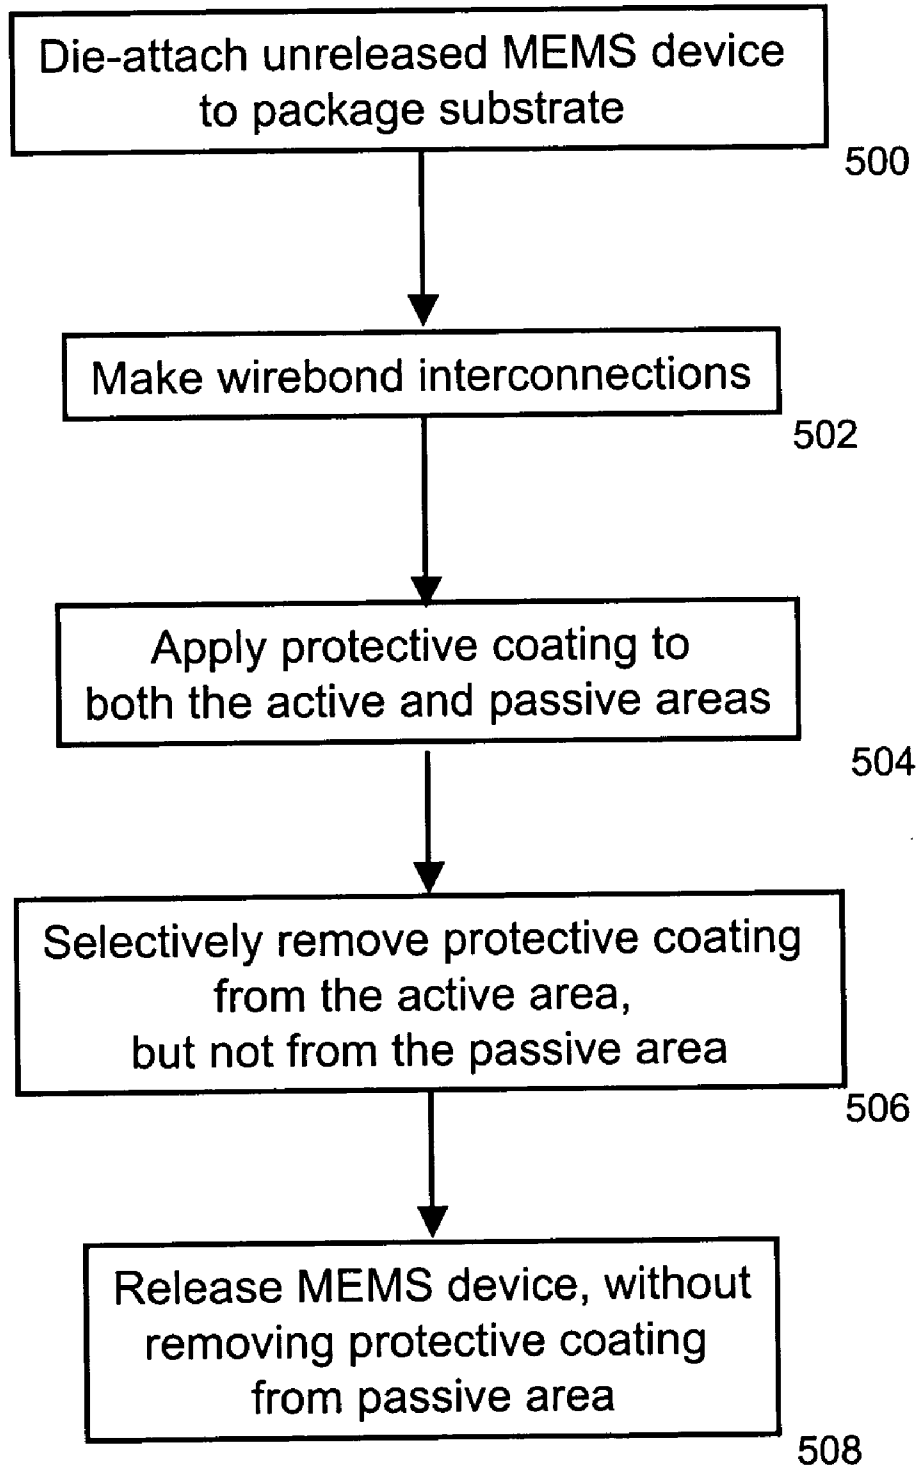 Die-attach unreleased MEMS device
to package substrate
500
Make wirebond interconnections
502
Apply protective coating to
both the active and passive areas
504
Selectively remove protective coating
from the active area,
but not from the passive area
506
Release MEMS device, without
removing protective coating
from passive area
508